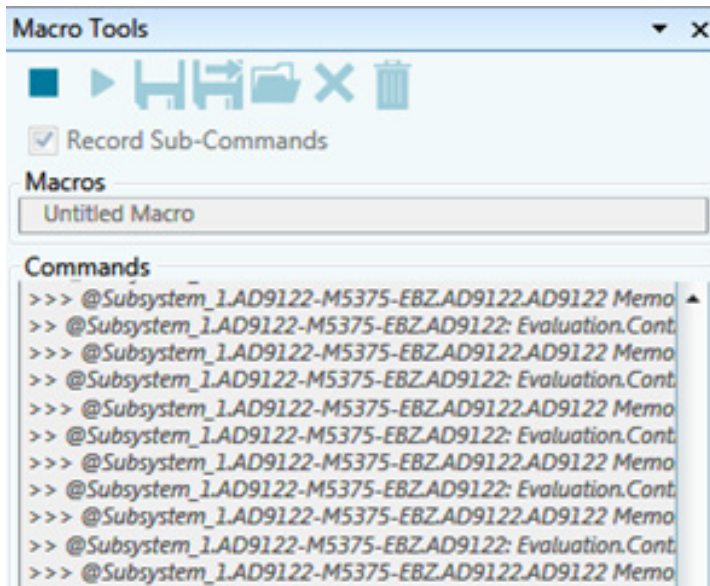 Macro Tools
Record Sub-Commands
Macros
Untitled Macro
Commands
>>> @Subsystem_1.AD9122-M5375-EBZ.AD9122.AD9122 Memo
>> @Subsystem_1.AD9122-M5375-EBZ.AD9122: Evaluation.Cont
>>> @Subsystem_1.AD9122-M5375-EBZ.AD9122.AD9122 Memo
>> @Subsystem_1.AD9122-M5375-EBZ.AD9122: Evaluation.Cont
>>> @Subsystem_1.AD9122-M5375-EBZ.AD9122.AD9122 Memo
>> @Subsystem_1.AD9122-M5375-EBZ.AD9122: Evaluation.Cont
>>> @Subsystem_1.AD9122-M5375-EBZ.AD9122.AD9122 Memo
>> @Subsystem_1.AD9122-M5375-EBZ.AD9122: Evaluation.Cont
>>> @Subsystem_1.AD9122-M5375-EBZ.AD9122.AD9122 Memo
>> @Subsystem_1.AD9122-M5375-EBZ.AD9122: Evaluation.Cont
>>> @Subsystem_1.AD9122-M5375-EBZ.AD9122.AD9122 Memo